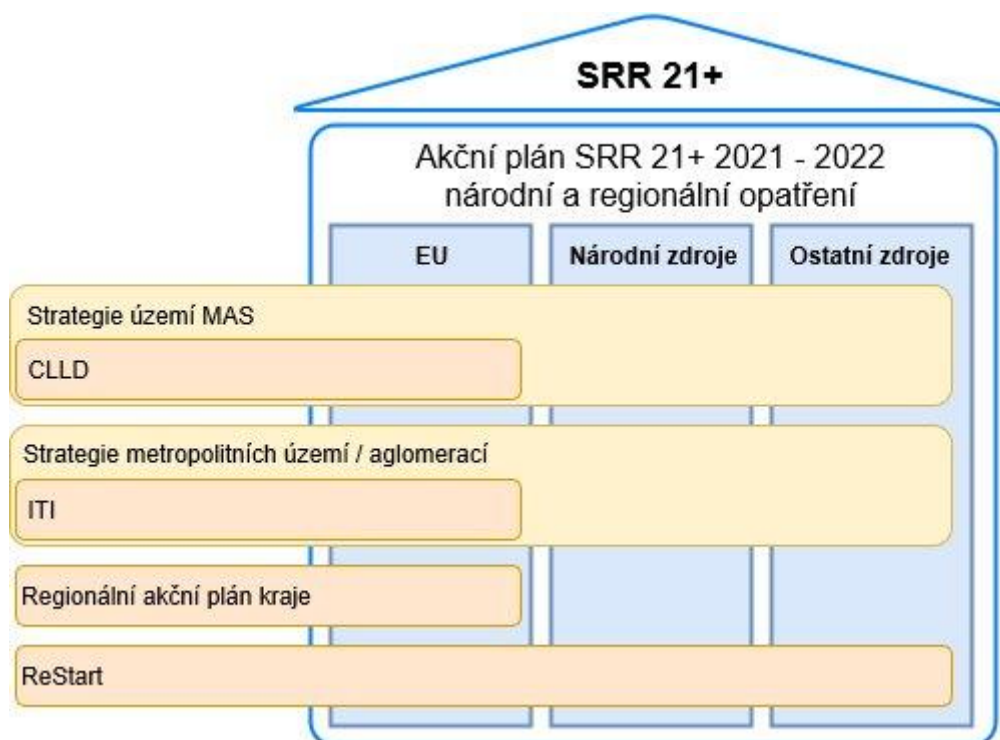 SRR 21+
Akční plán SRR 21+ 2021 - 2022
národní a regionální opatření
EU
Národní zdroje
Ostatní zdroje
Strategie území MAS
CLLD
Strategie metropolitních území / aglomerací
ITI
Regionální akční plán kraje
ReStart